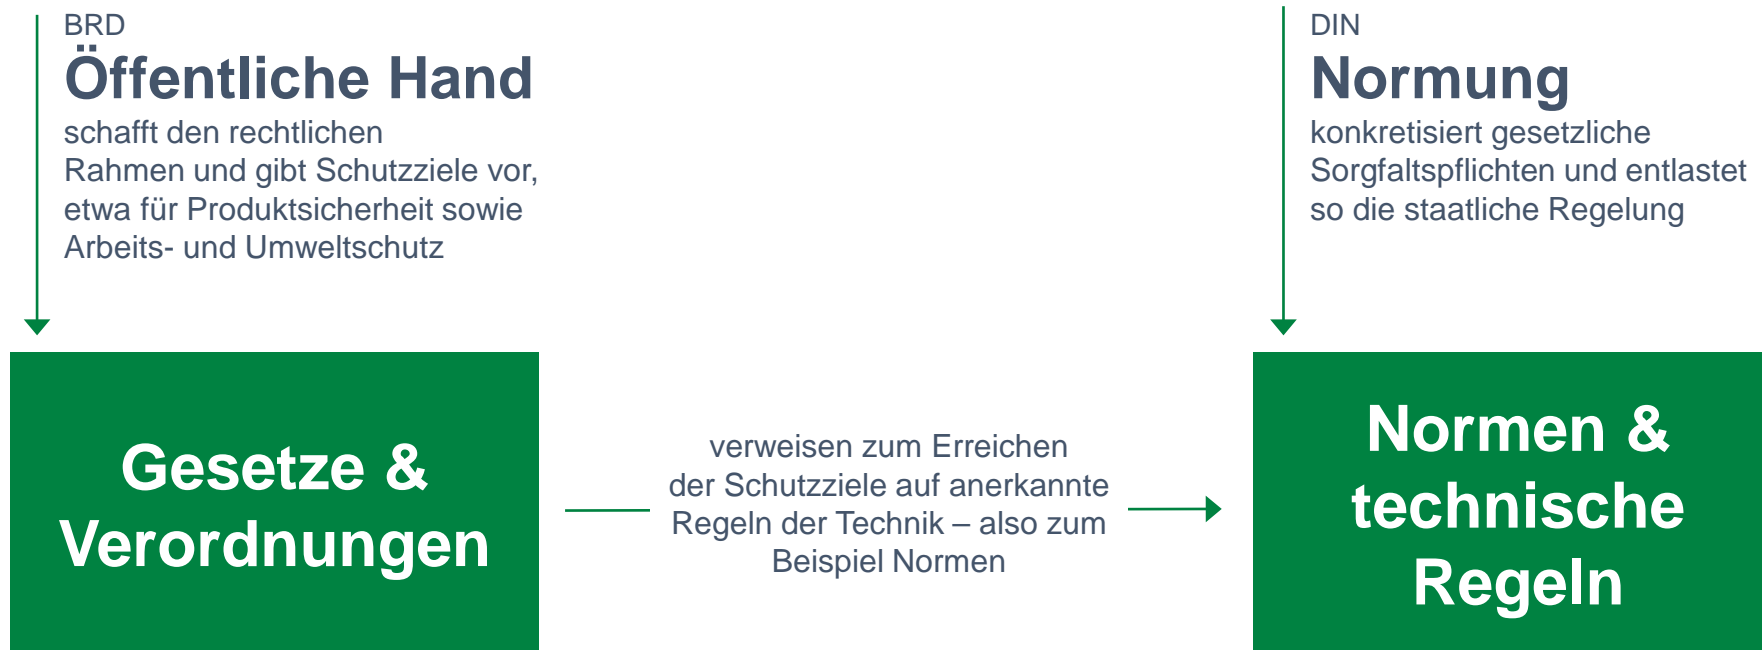 BRD
Öffentliche Hand
schafft den rechtlichen
Rahmen und gibt Schutzziele vor,
etwa für Produktsicherheit sowie
Arbeits- und Umweltschutz
DIN
Normung
konkretisiert gesetzliche
Sorgfaltspflichten und entlastet
so die staatliche Regelung
Gesetze &
Verordnungen
verweisen zum Erreichen
der Schutzziele auf anerkannte
Regeln der Technik – also zum
Beispiel Normen
Normen &
technische
Regeln